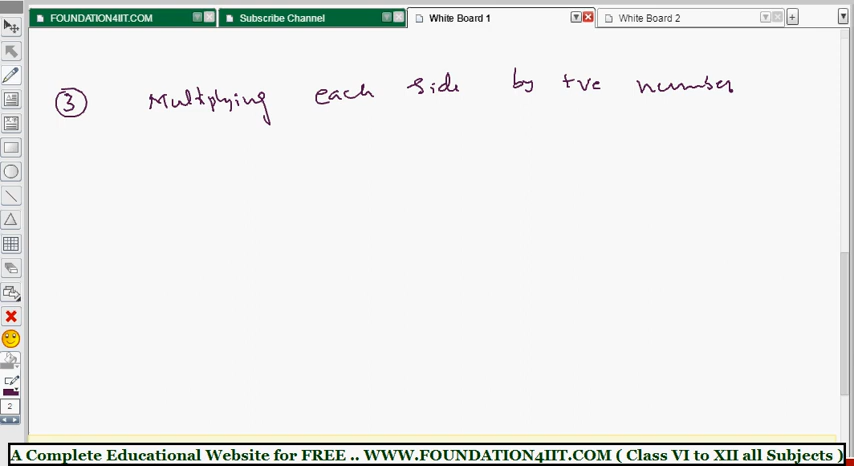 FOUNDATION4IIT.COM Subscribe Channel White Board 1 White Board 2
③ Multiplying each side by +ve number
2
A Complete Educational Website for FREE .. WWW.FOUNDATION4IIT.COM ( Class VI to XII all Subjects )